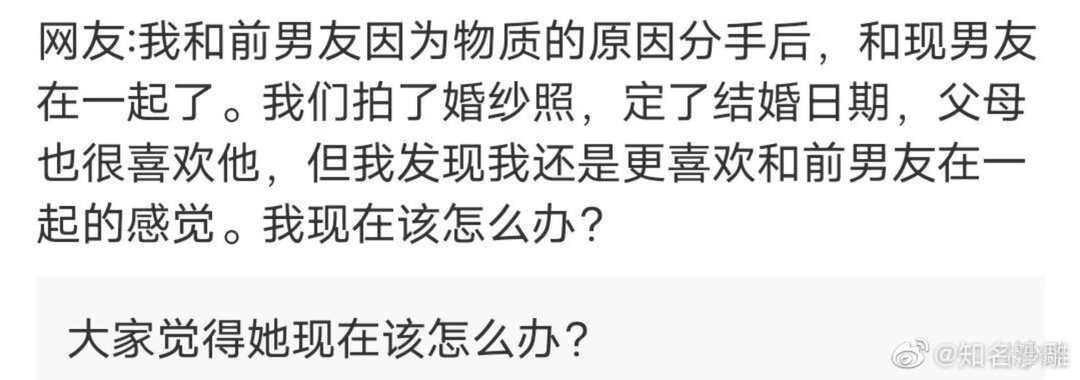 网友:我和前男友因为物质的原因分手后，和现男友
在一起了。我们拍了婚纱照，定了结婚日期，父母
也很喜欢他，但我发现我还是更喜欢和前男友在一
起的感觉。我现在该怎么办？
大家觉得她现在该怎么办？
@知名沙雕